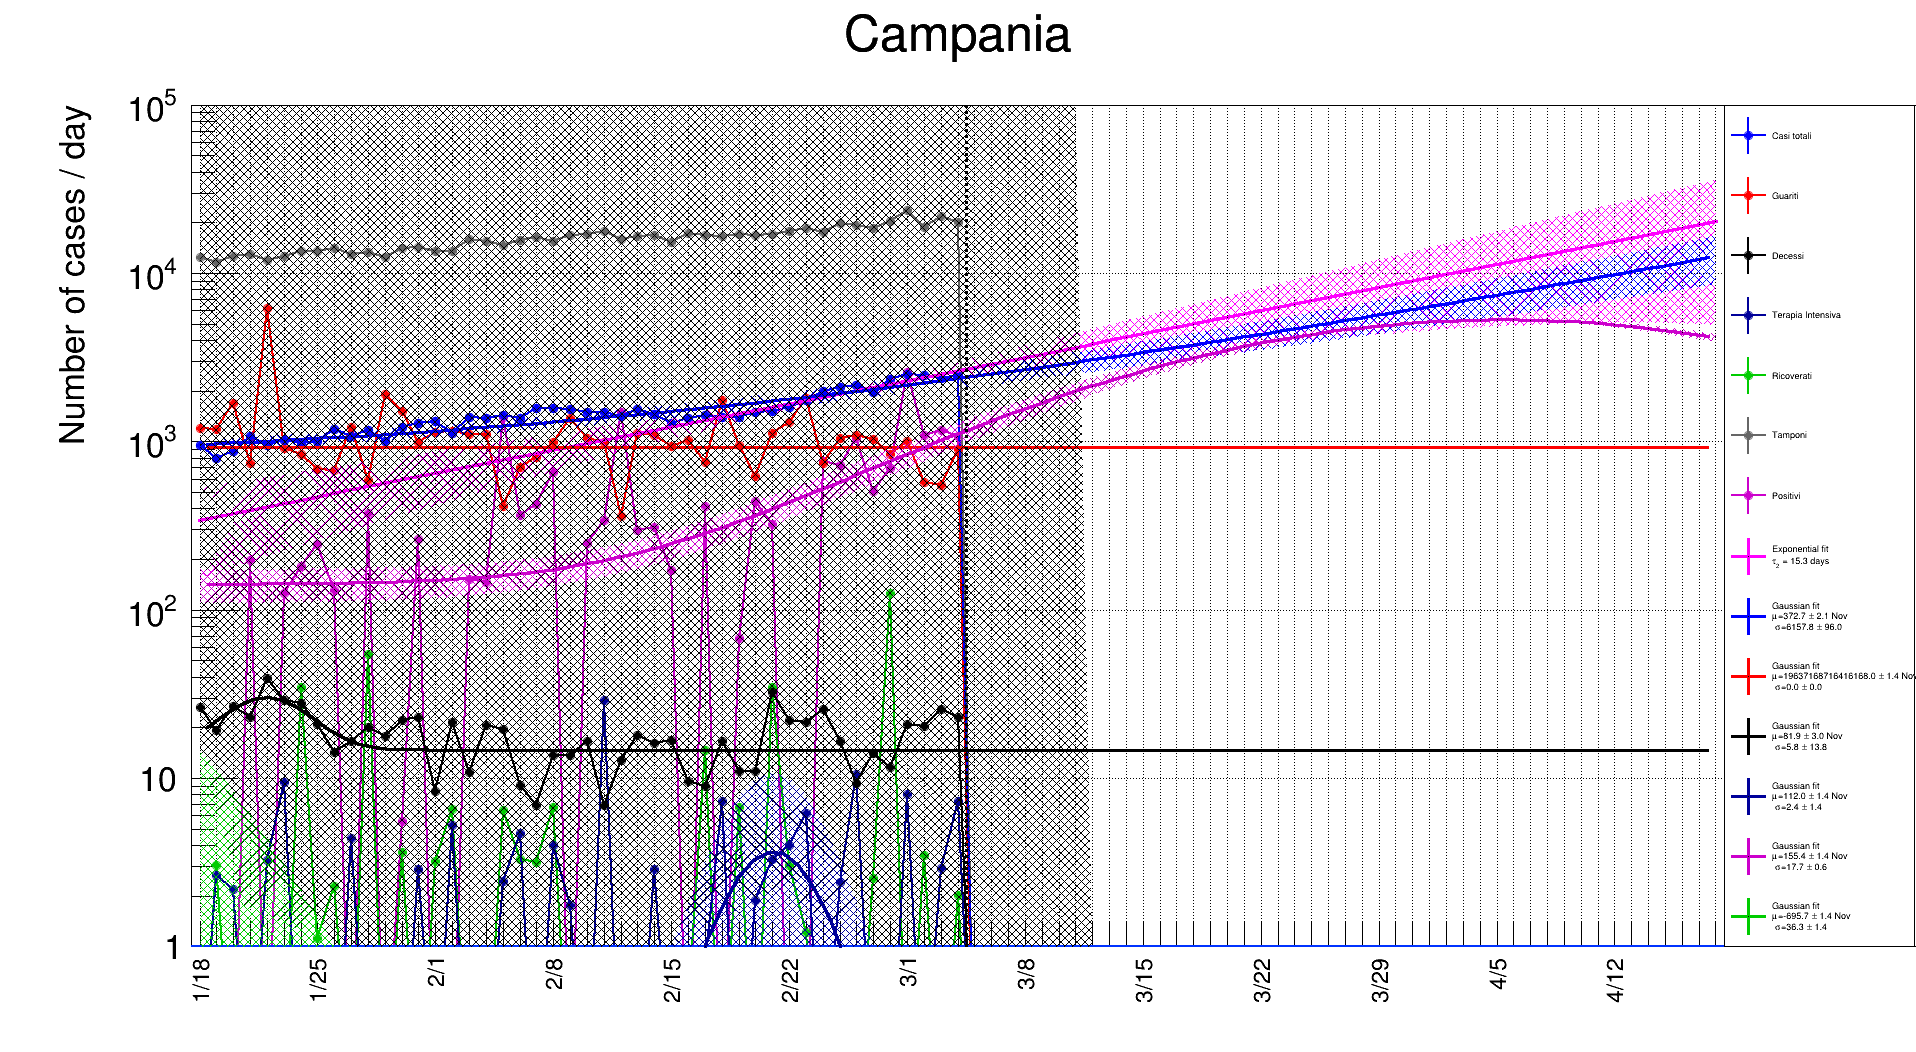 Campania
Number of cases / day
10^5
10^4
10^3
10^2
10
1
1/18
1/25
2/1
2/8
2/15
2/22
3/1
3/8
3/15
3/22
3/29
4/5
4/12
Casi totali
Guariti
Decessi
Terapia Intensiva
Ricoverati
Tamponi
Positivi
Exponential fit
τ_2 = 15.3 days
Gaussian fit
μ=372.7 ± 2.1 Nov
σ=6157.8 ± 96.0
Gaussian fit
μ=19637168716416168.0 ± 1.4 Nov
σ=0.0 ± 0.0
Gaussian fit
μ=81.9 ± 3.0 Nov
σ=5.8 ± 13.8
Gaussian fit
μ=112.0 ± 1.4 Nov
σ=2.4 ± 1.4
Gaussian fit
μ=155.4 ± 1.4 Nov
σ=17.7 ± 0.6
Gaussian fit
μ=-695.7 ± 1.4 Nov
σ=36.3 ± 1.4